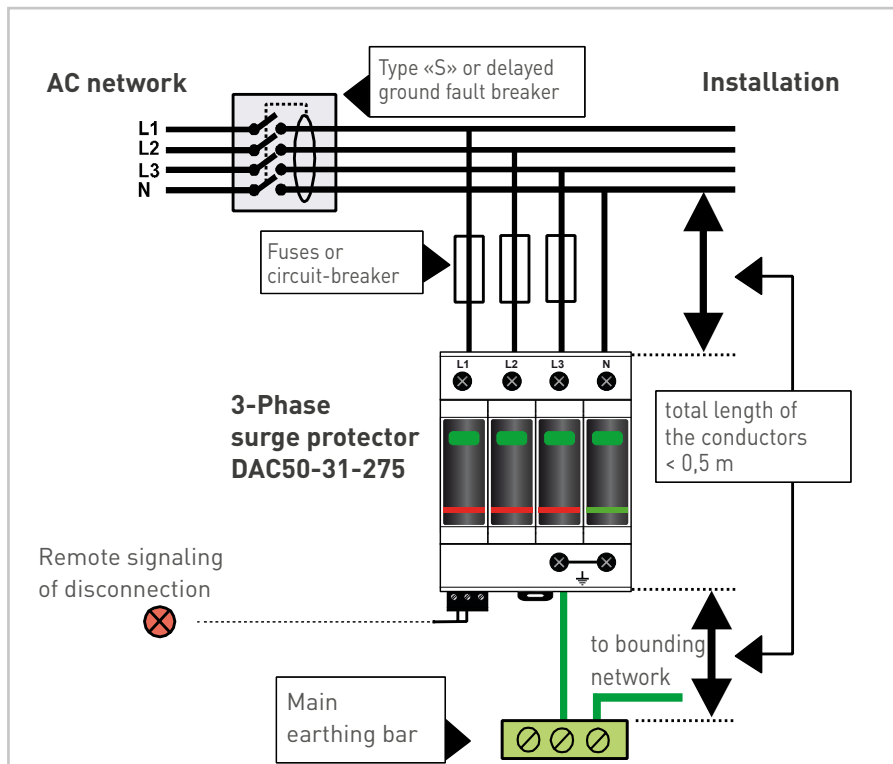 Type «S» or delayed
ground fault breaker
AC network
Installation
L1
L2
L3
N
Fuses or
circuit-breaker
L1 L2 L3 N
3-Phase
surge protector
DAC50-31-275
total length of
the conductors
< 0,5 m
Remote signaling
of disconnection
to bounding
network
Main
earthing bar